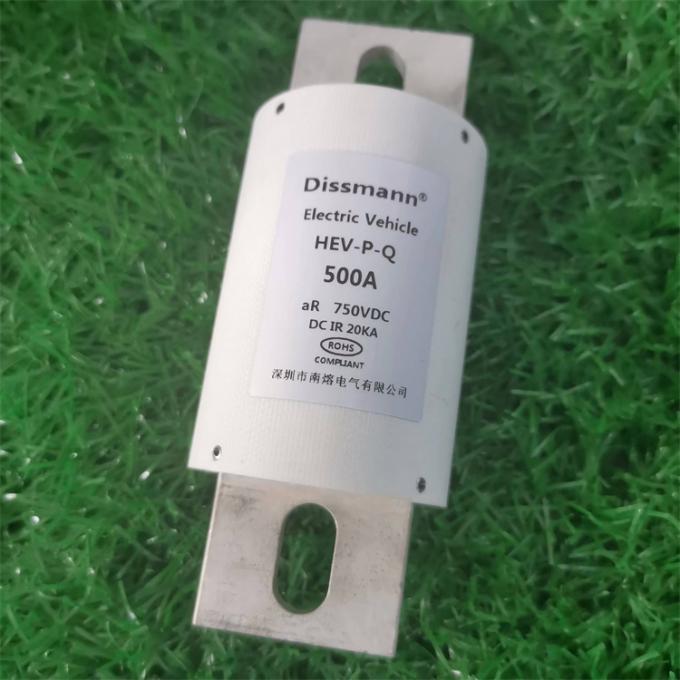 Dissmann®
Electric Vehicle
HEV-P-Q
500A
aR 750VDC
DC IR 20KA
ROHS
COMPLIANT
深圳市南熔电气有限公司